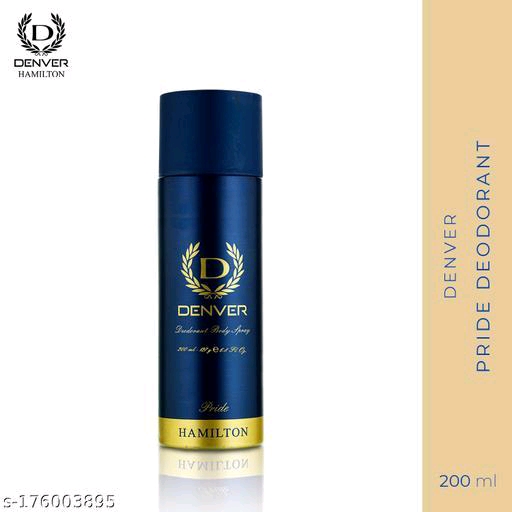 D
DENVER
HAMILTON
D
DENVER
Deodorant Body Spray
Pride
HAMILTON
DENVER
PRIDE DEODORANT
200 ml
s-176003895